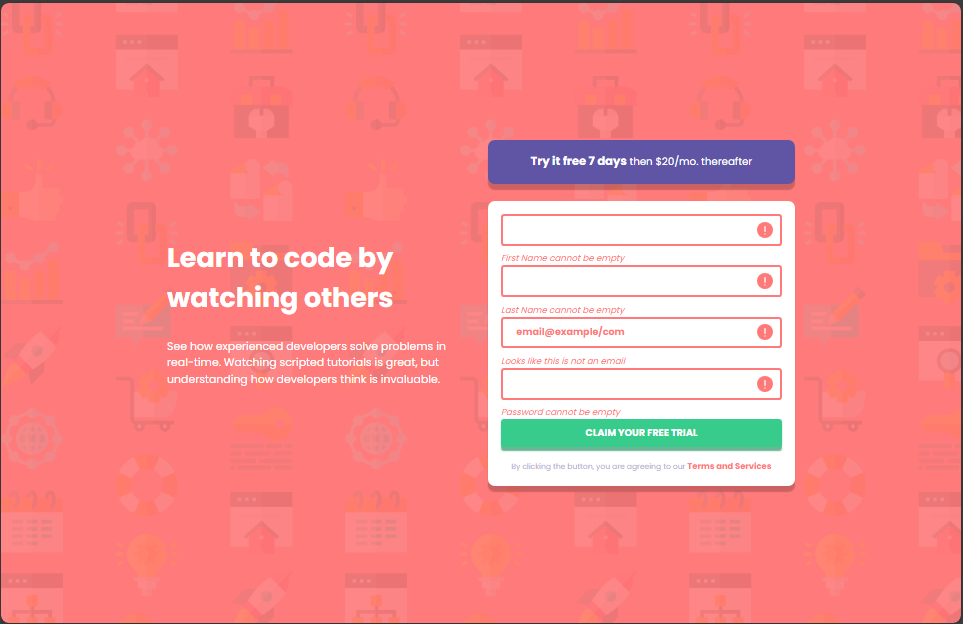 Learn to code by
watching others
See how experienced developers solve problems in
real-time. Watching scripted tutorials is great, but
understanding how developers think is invaluable.
Try it free 7 days then $20/mo. thereafter
First Name cannot be empty
Last Name cannot be empty
email@example/com
Looks like this is not an email
Password cannot be empty
CLAIM YOUR FREE TRIAL
By clicking the button, you are agreeing to our Terms and Services